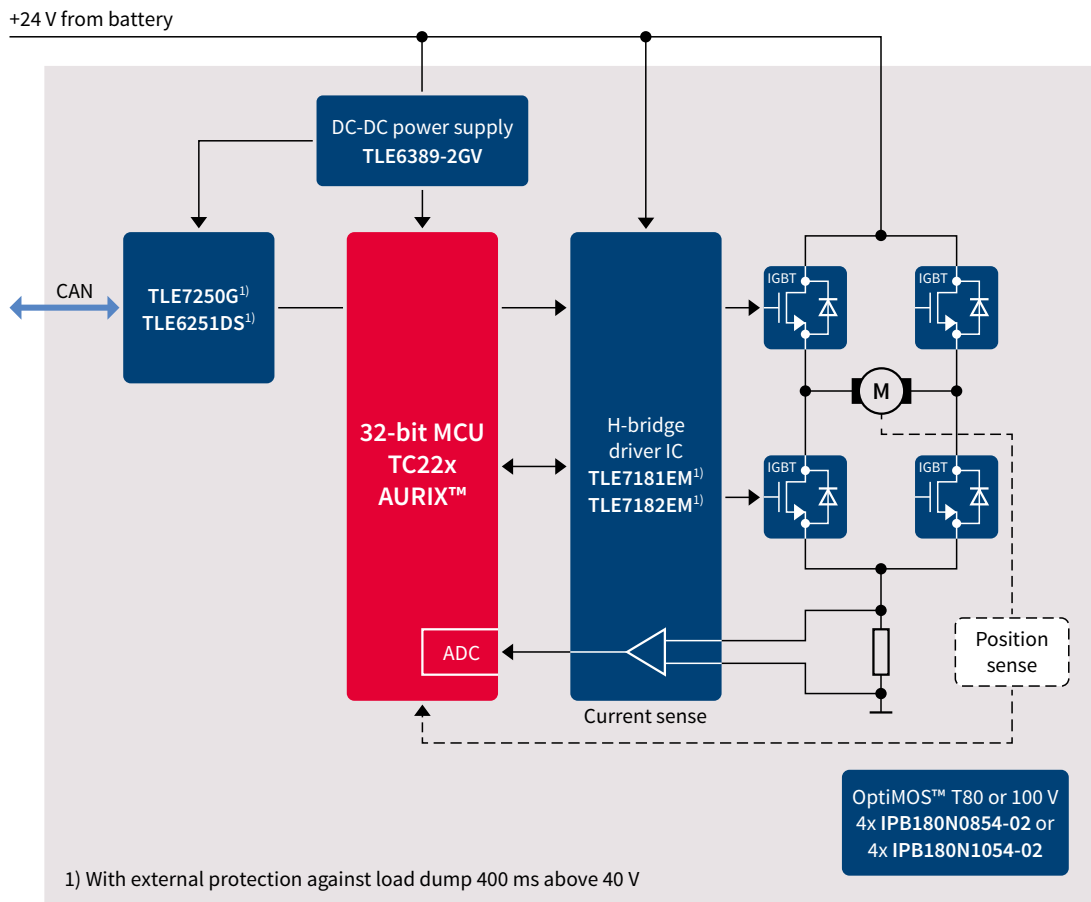 +24 V from battery
DC-DC power supply
TLE6389-2GV
CAN
TLE7250G1)
TLE6251DS1)
32-bit MCU
TC22x
AURIX™
ADC
H-bridge
driver IC
TLE7181EM1)
TLE7182EM1)
Current sense
IGBT
IGBT
M
IGBT
IGBT
Position
sense
OptiMOS™ T80 or 100 V
4x IPB180N0854-02 or
4x IPB180N1054-02
1) With external protection against load dump 400 ms above 40 V